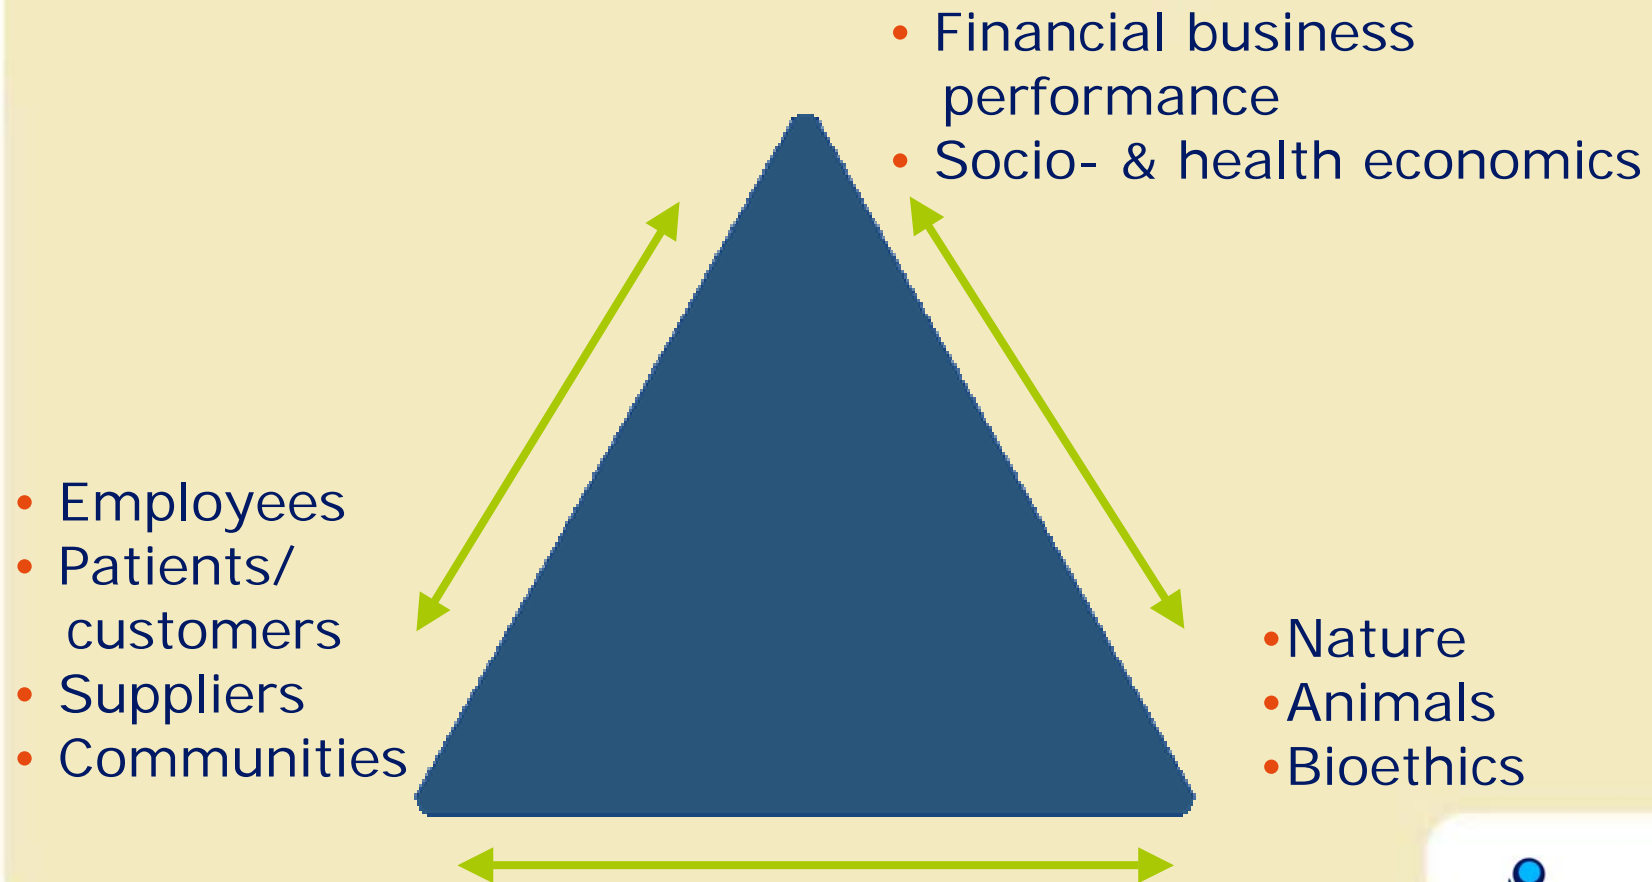 • Financial business
performance
• Socio- & health economics
• Employees
• Patients/
customers
• Suppliers
• Communities
•Nature
•Animals
•Bioethics